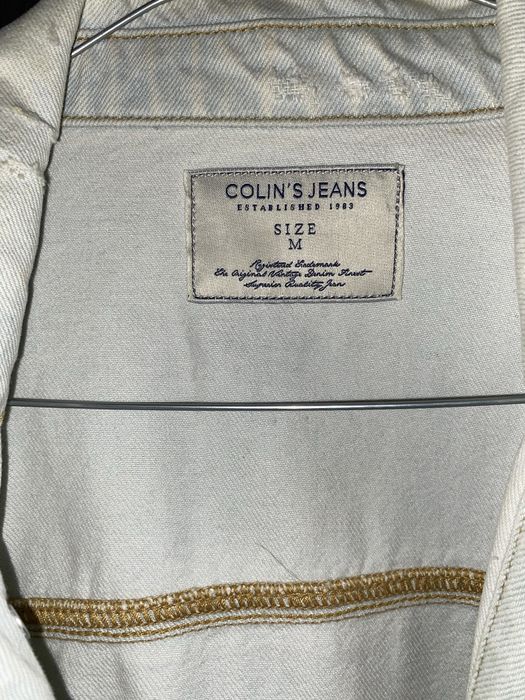 COLIN'S JEANS
ESTABLISHED 1983
SIZE
M
Registered Trademark
The Original Vintage Denim Finest
Superior Quality Jean